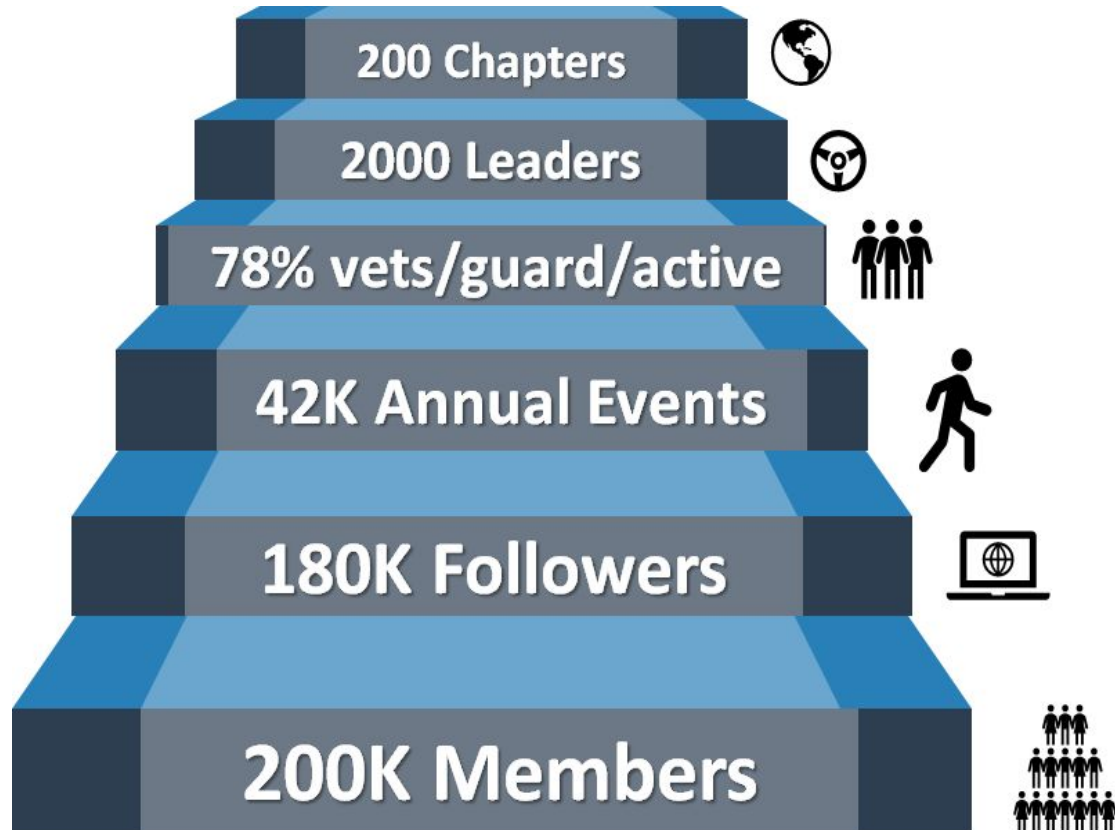 200 Chapters
2000 Leaders
78% vets/guard/active
42K Annual Events
180K Followers
200K Members